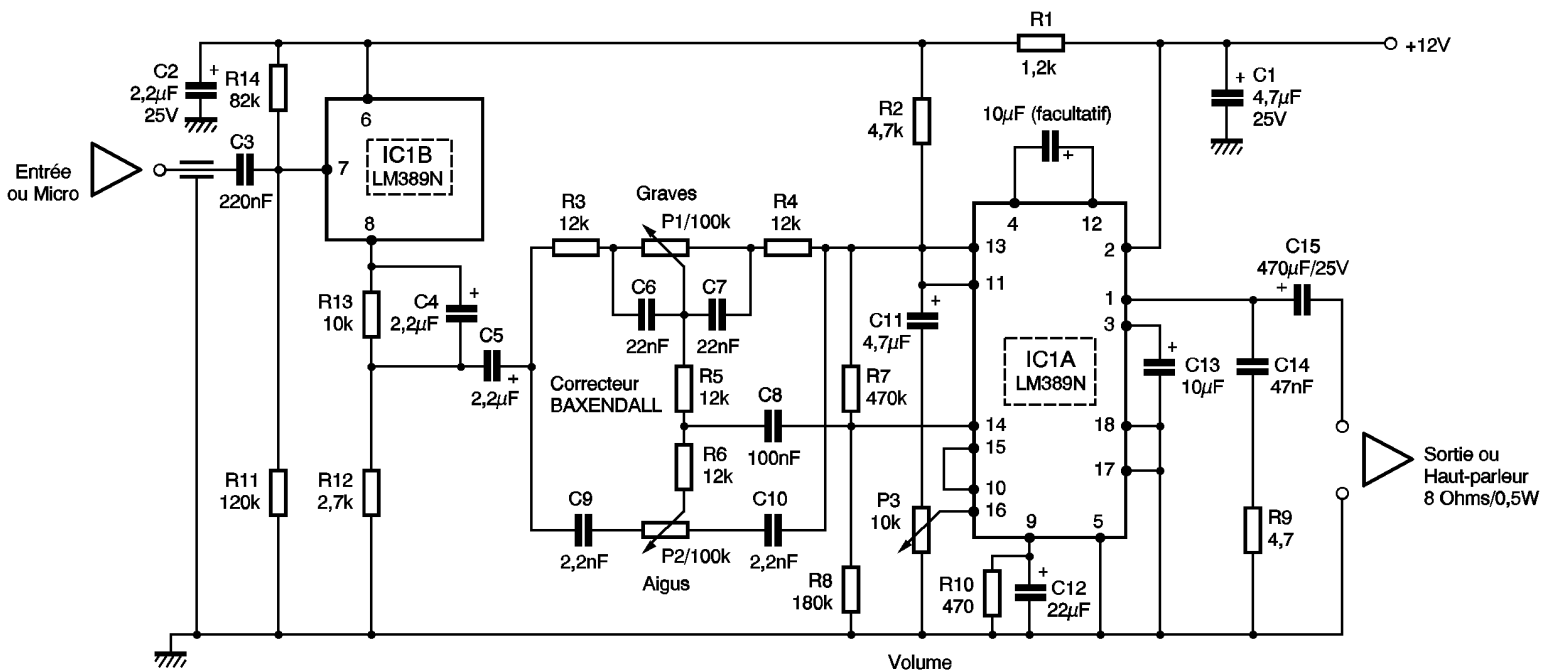 R1
1,2k
+12V
C2
2,2µF
25V
+
R14
82k
6
IC1B
LM389N
7
8
Entrée
ou Micro
C3
220nF
R2
4,7k
10µF (facultatif)
+
+
C1
4,7µF
25V
4
12
Graves
R3
12k
P1/100k
R4
12k
C6
22nF
C7
22nF
13
11
2
1
3
C15
470µF/25V
+
R13
10k
C4
2,2µF
+
C5
2,2µF
+
C11
4,7µF
+
IC1A
LM389N
+
C13
10µF
C14
47nF
Correcteur
BAXENDALL
R5
12k
C8
100nF
R7
470k
14
15
10
16
18
17
R6
12k
R11
120k
R12
2,7k
C9
2,2nF
P2/100k
C10
2,2nF
Aigus
P3
10k
9
5
Sortie ou
Haut-parleur
8 Ohms/0,5W
R9
4,7
R8
180k
R10
470
+
C12
22µF
Volume